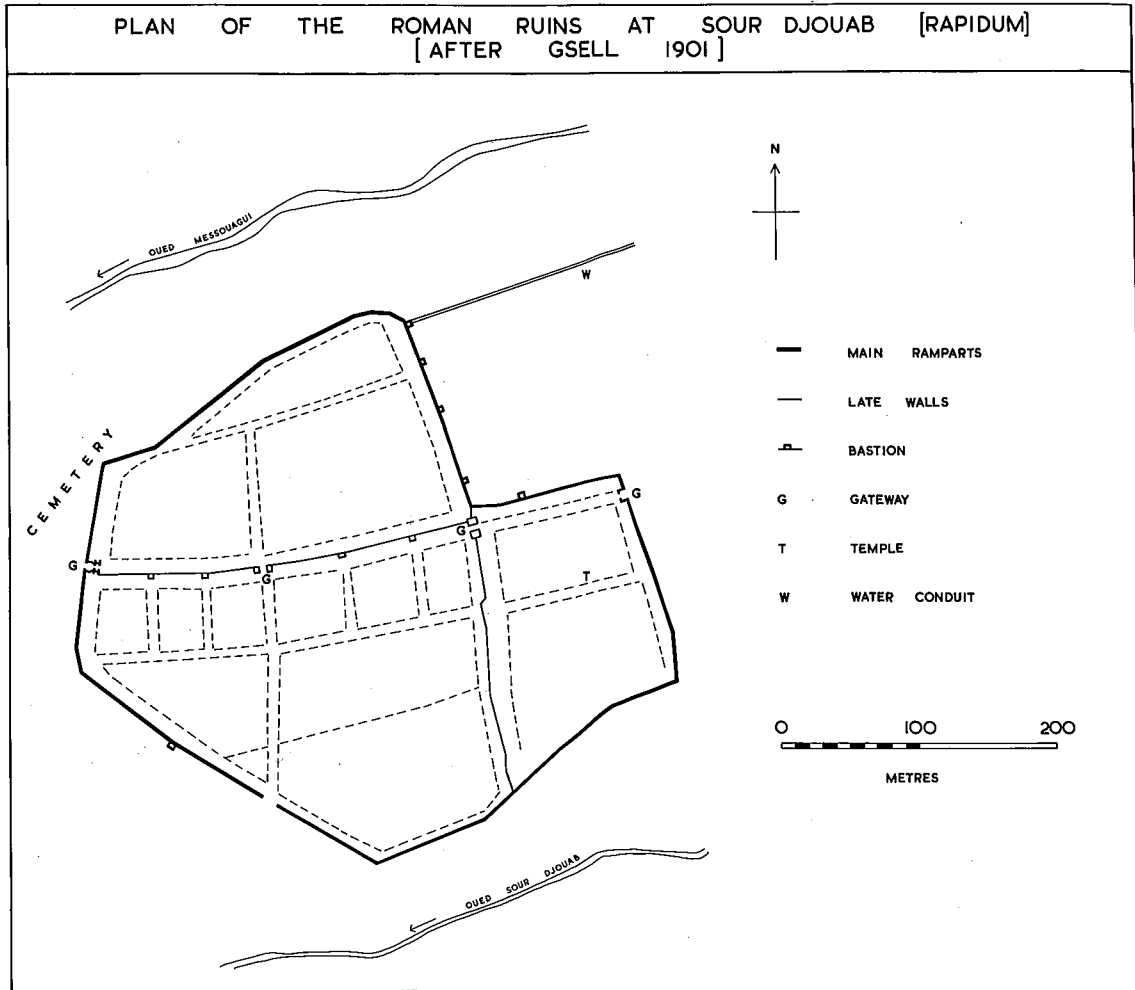 PLAN OF THE ROMAN RUINS AT SOUR DJOUAB [RAPIDUM]
[AFTER GSELL 1901]
N
OUED MESSOUAGUI
W
MAIN RAMPARTS
LATE WALLS
BASTION
G GATEWAY
T TEMPLE
W WATER CONDUIT
CEMETERY
G
G
G
G
T
0 100 200
METRES
OUED SOUR DJOUAB